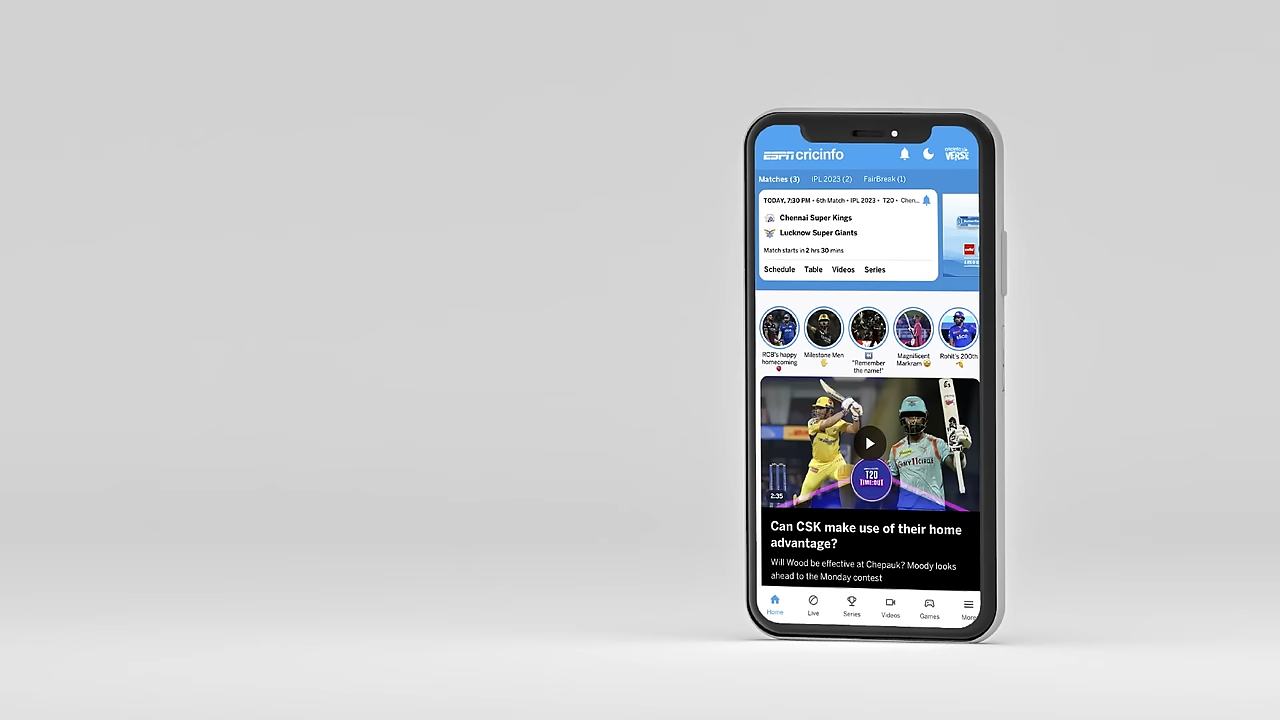 ESPN cricinfo
cricinfo
VERSE
Matches (3) IPL 2023 (2) FairBreak (1)
TODAY, 7:30 PM • 6th Match • IPL 2023 • T20 • Chen...
Chennai Super Kings
Lucknow Super Giants
Match starts in 2 hrs 30 mins
Schedule Table Videos Series
RCB's happy homecoming
Milestone Men
"Remember the name!"
Magnificent Markram
Rohit's 200th
T20
TIME:OUT
2:35
Can CSK make use of their home
advantage?
Will Wood be effective at Chepauk? Moody looks
ahead to the Monday contest
Home Live Series Videos Games More